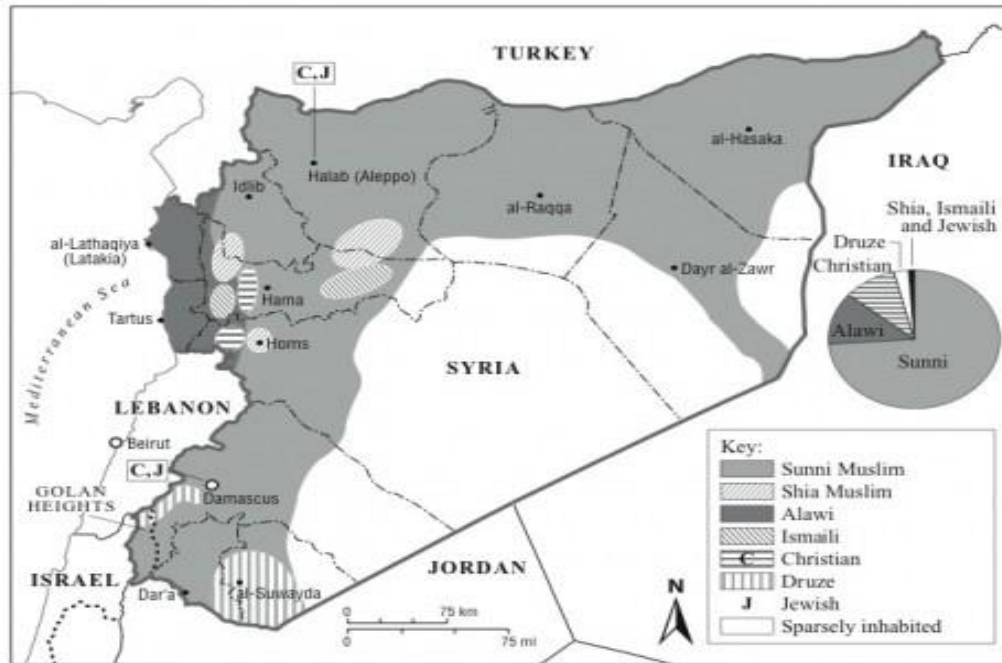 TURKEY
C, J
al-Hasaka
Halab (Aleppo)
IRAQ
Idlib
al-Raqqa
Shia, Ismaili
and Jewish
al-Lathaqiya
(Latakia)
Druze
Christian
Dayr al-Zawr
Mediterranean Sea
Hama
Tartus
Alawi
Homs
Sunni
SYRIA
LEBANON
Beirut
C, J
Key:
Sunni Muslim
Shia Muslim
Alawi
Ismaili
C
Christian
Druze
J
Jewish
Sparsely inhabited
GOLAN
HEIGHTS
Damascus
ISRAEL
JORDAN
N
Dar'a
al-Suwayda
0 75 km
0 75 mi